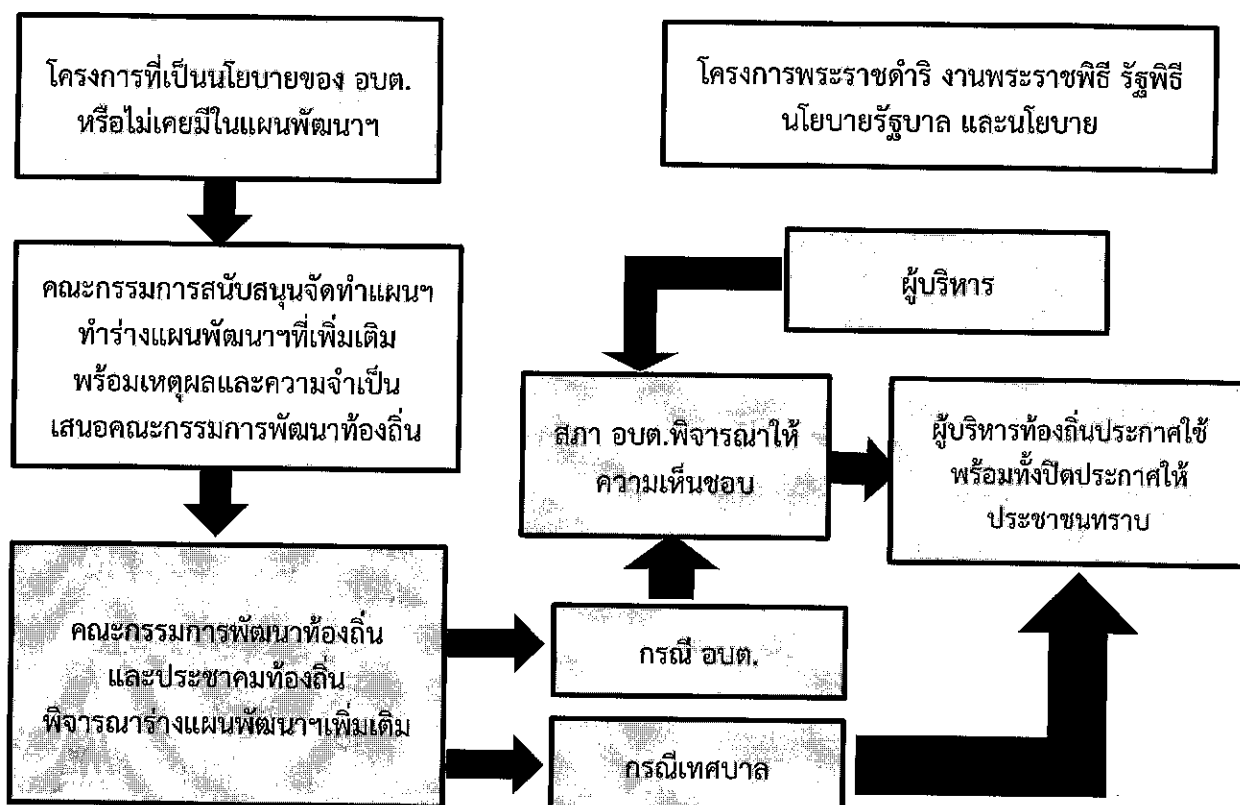 โครงการที่เป็นนโยบายของ อบต.
หรือไม่เคยมีในแผนพัฒนาฯ
โครงการพระราชดำริ งานพระราชพิธี รัฐพิธี
นโยบายรัฐบาล และนโยบาย
คณะกรรมการสนับสนุนจัดทำแผนฯ
ทำร่างแผนพัฒนาฯที่เพิ่มเติม
พร้อมเหตุผลและความจำเป็น
เสนอคณะกรรมการพัฒนาท้องถิ่น
ผู้บริหาร
สภา อบต.พิจารณาให้
ความเห็นชอบ
ผู้บริหารท้องถิ่นประกาศใช้
พร้อมทั้งปิดประกาศให้
ประชาชนทราบ
คณะกรรมการพัฒนาท้องถิ่น
และประชาคมท้องถิ่น
พิจารณาร่างแผนพัฒนาฯเพิ่มเติม
กรณี อบต.
กรณีเทศบาล